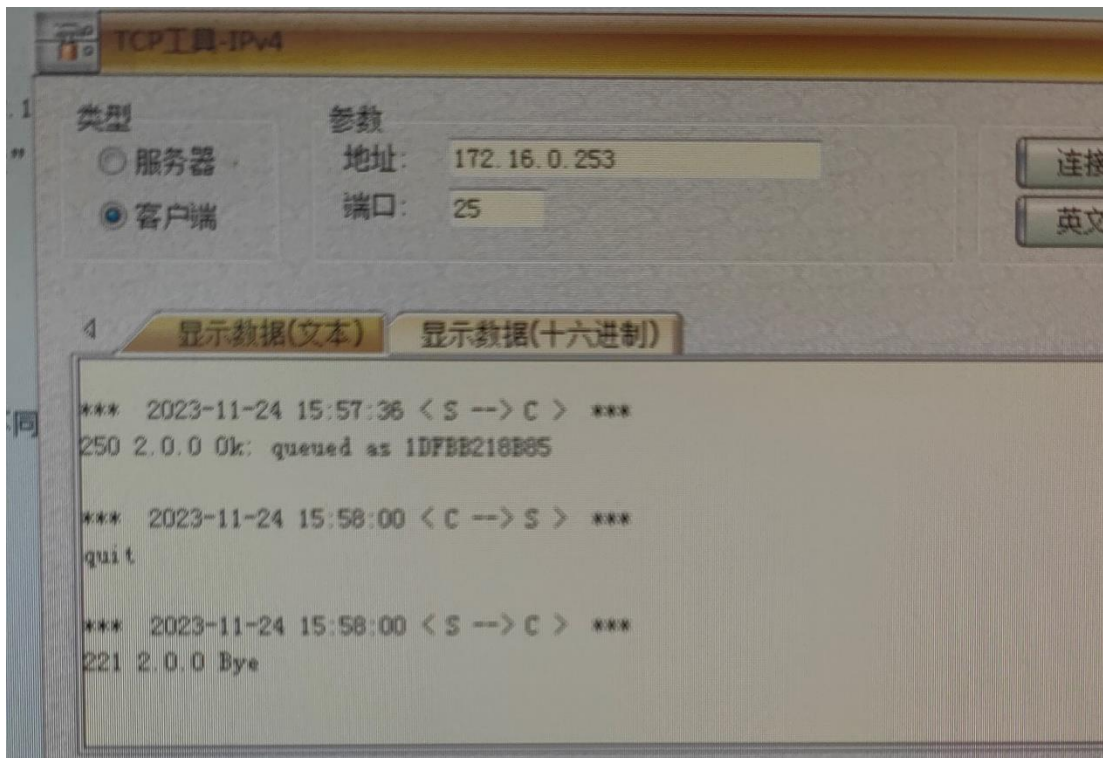 TCP工具-IPv4
.1
”
类型
参数
服务器
地址:
172.16.0.253
连接
客户端
端口:
25
英文
显示数据(文本)
显示数据(十六进制)
同
*** 2023-11-24 15:57:36 < S --> C > ***
250 2.0.0 Ok: queued as 1DFBB218B85
*** 2023-11-24 15:58:00 < C --> S > ***
quit
*** 2023-11-24 15:58:00 < S --> C > ***
221 2.0.0 Bye